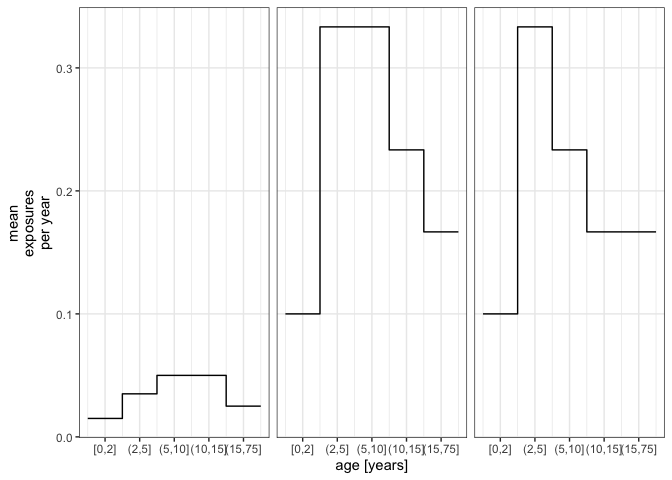 mean
exposures
per year
0.3
0.2
0.1
0.0
[0,2] (2,5] (5,10] (10,15] (15,75] [0,2] (2,5] (5,10] (10,15] (15,75] [0,2] (2,5] (5,10] (10,15] (15,75]
age [years]